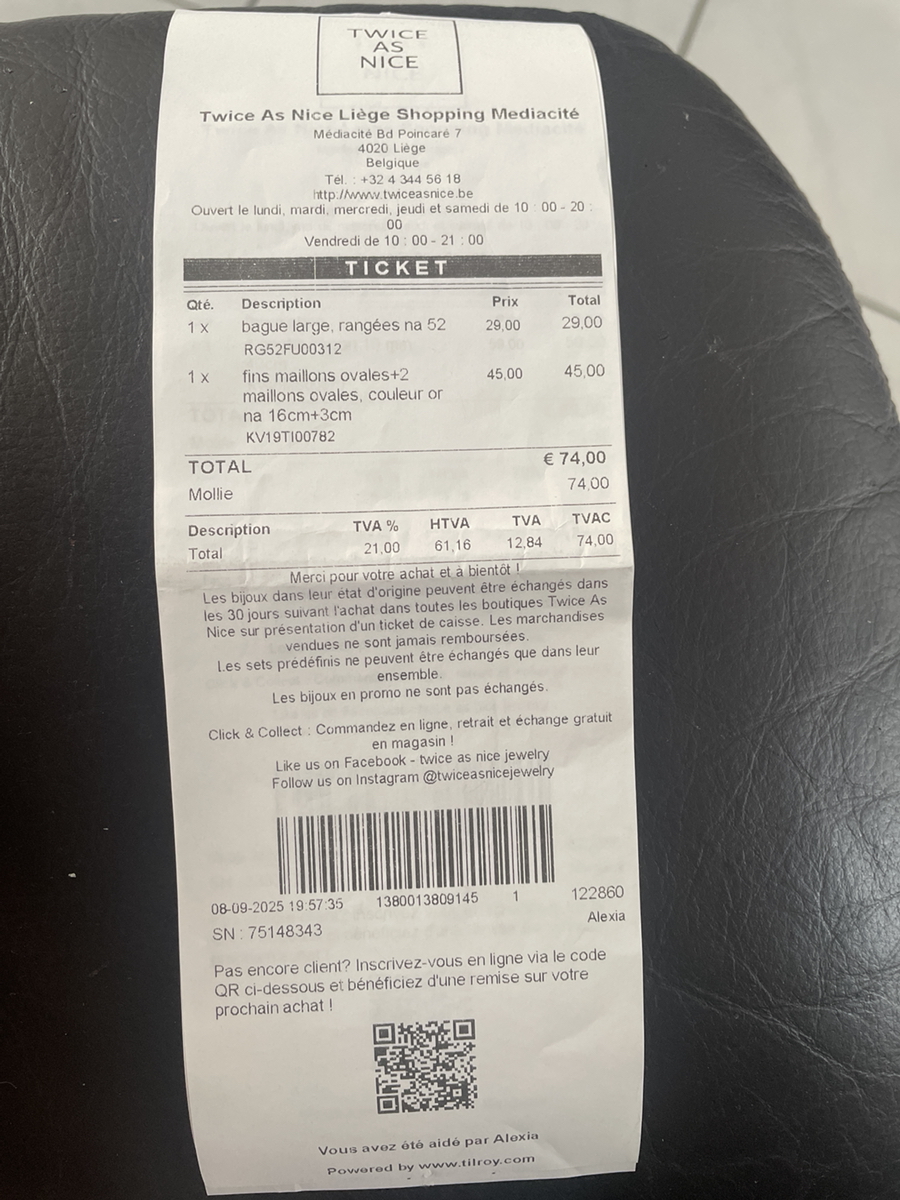 TWICE
AS
NICE
Twice As Nice Liège Shopping Mediacité
Médiacité Bd Poincaré 7
4020 Liège
Belgique
Tél. : +32 4 344 56 18
http://www.twiceasnice.be
Ouvert le lundi, mardi, mercredi, jeudi et samedi de 10 : 00 - 20 :
00
Vendredi de 10 : 00 - 21 : 00
TICKET
Qté. Description Prix Total
1 x bague large, rangées na 52 29,00 29,00
RG52FU00312
1 x fins maillons ovales+2 45,00 45,00
maillons ovales, couleur or
na 16cm+3cm
KV19TI00782
TOTAL € 74,00
Mollie 74,00
Description TVA % HTVA TVA TVAC
Total 21,00 61,16 12,84 74,00
Merci pour votre achat et à bientôt !
Les bijoux dans leur état d'origine peuvent être échangés dans
les 30 jours suivant l'achat dans toutes les boutiques Twice As
Nice sur présentation d'un ticket de caisse. Les marchandises
vendues ne sont jamais remboursées.
Les sets prédéfinis ne peuvent être échangés que dans leur
ensemble.
Les bijoux en promo ne sont pas échangés.
Click & Collect : Commandez en ligne, retrait et échange gratuit
en magasin !
Like us on Facebook - twice as nice jewelry
Follow us on Instagram @twiceasnicejewelry
08-09-2025 19:57:35 1380013809145 1 122860
SN : 75148343 Alexia
Pas encore client? Inscrivez-vous en ligne via le code
QR ci-dessous et bénéficiez d'une remise sur votre
prochain achat !
Vous avez été aidé par Alexia
Powered by www.tilroy.com